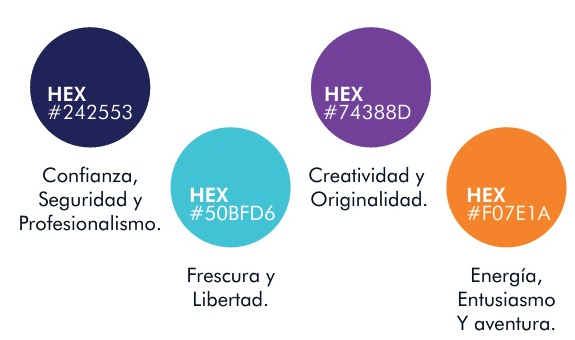 HEX
#242553
Confianza,
Seguridad y
Profesionalismo.
HEX
#50BFD6
Frescura y
Libertad.
HEX
#74388D
Creatividad y
Originalidad.
HEX
#F07E1A
Energía,
Entusiasmo
Y aventura.